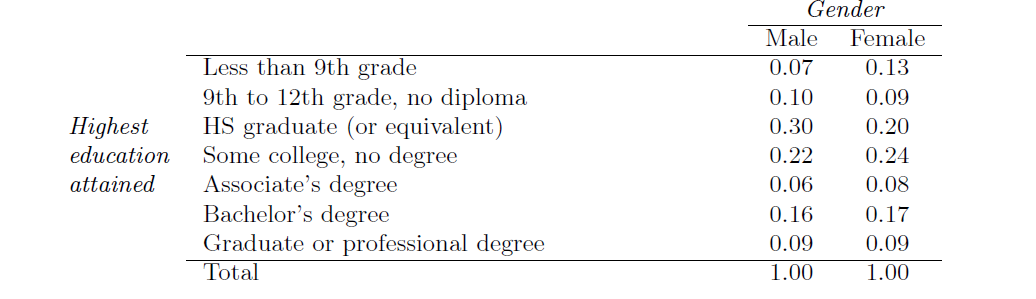 Gender
Male Female
Less than 9th grade 0.07 0.13
9th to 12th grade, no diploma 0.10 0.09
Highest HS graduate (or equivalent) 0.30 0.20
education Some college, no degree 0.22 0.24
attained Associate's degree 0.06 0.08
Bachelor's degree 0.16 0.17
Graduate or professional degree 0.09 0.09
Total 1.00 1.00